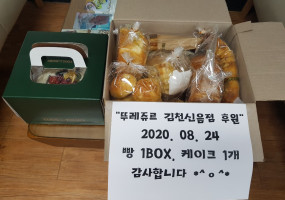 "뚜레쥬르 김천신음점 후원"
2020. 08. 24
빵 1BOX, 케이크 1개
감사합니다 •^o^•